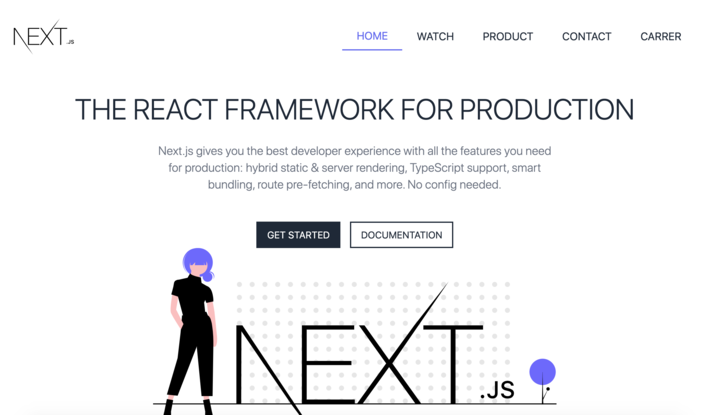 NEXT.JS
HOME
WATCH
PRODUCT
CONTACT
CARRER
THE REACT FRAMEWORK FOR PRODUCTION
Next.js gives you the best developer experience with all the features you need
for production: hybrid static & server rendering, TypeScript support, smart
bundling, route pre-fetching, and more. No config needed.
GET STARTED
DOCUMENTATION
NEXT.JS